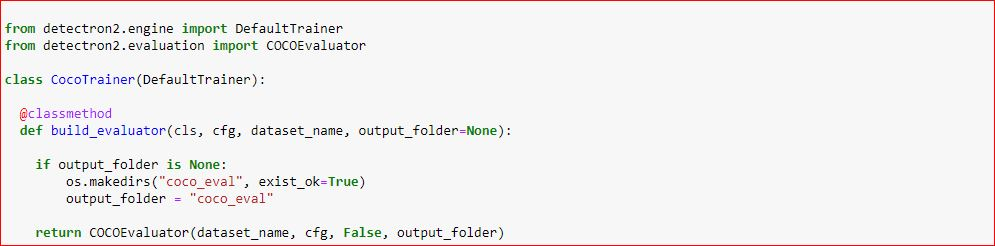 from detectron2.engine import DefaultTrainer
from detectron2.evaluation import COCOEvaluator
class CocoTrainer(DefaultTrainer):
@classmethod
def build_evaluator(cls, cfg, dataset_name, output_folder=None):
if output_folder is None:
os.makedirs("coco_eval", exist_ok=True)
output_folder = "coco_eval"
return COCOEvaluator(dataset_name, cfg, False, output_folder)